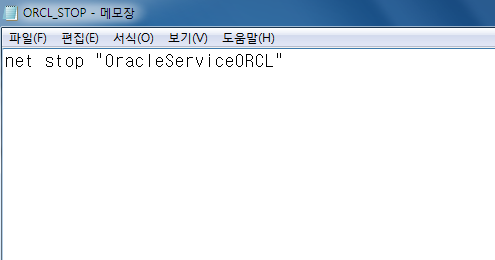 ORCL_STOP - 메모장
파일(F) 편집(E) 서식(O) 보기(V) 도움말(H)
net stop "OracleServiceORCL"